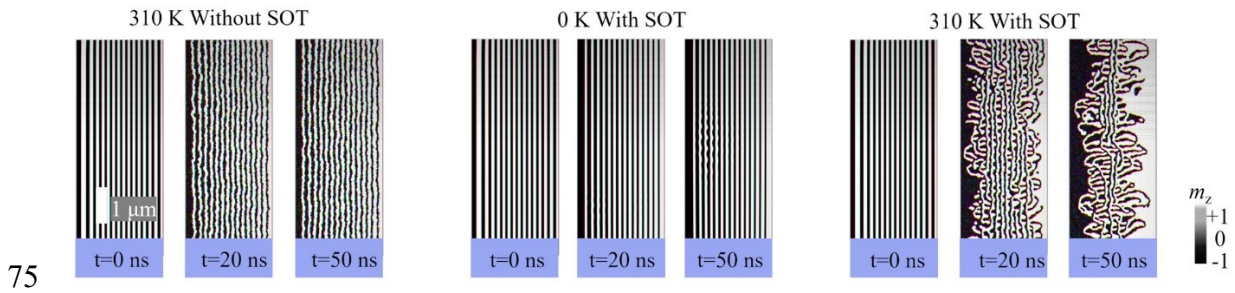 310 K Without SOT
0 K With SOT
310 K With SOT
1 μm
m_z
+1
0
-1
t=0 ns
t=20 ns
t=50 ns
t=0 ns
t=20 ns
t=50 ns
t=0 ns
t=20 ns
t=50 ns
75